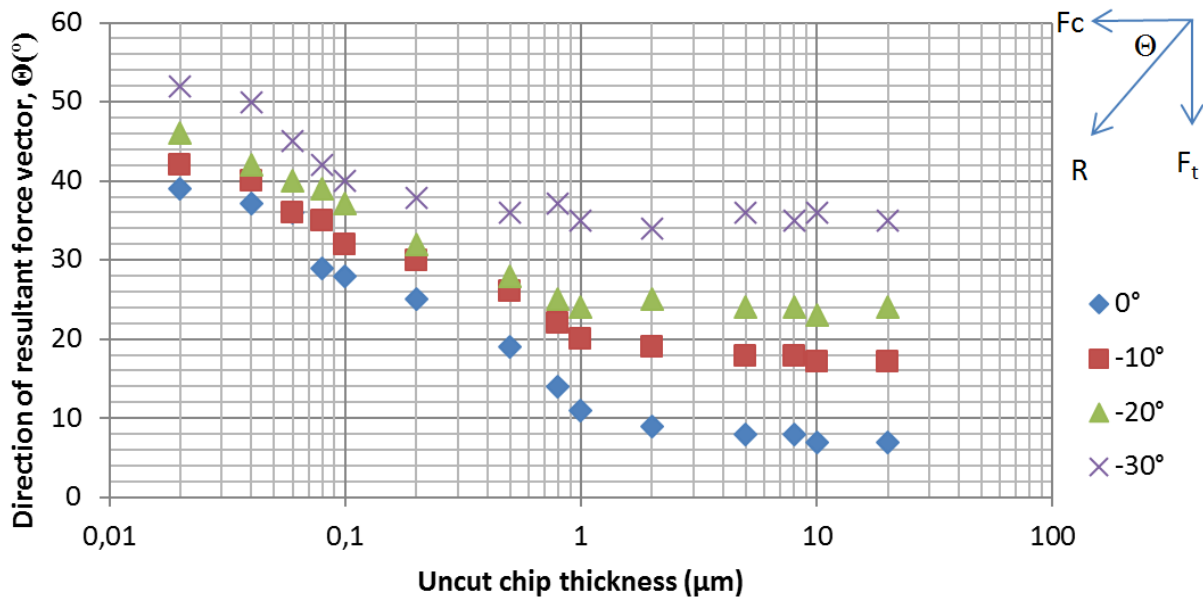 Direction of resultant force vector, Θ(º)
60
50
40
30
20
10
0
0,01
0,1
1
10
100
Uncut chip thickness (µm)
Fc
Θ
R
Ft
0°
-10°
-20°
-30°